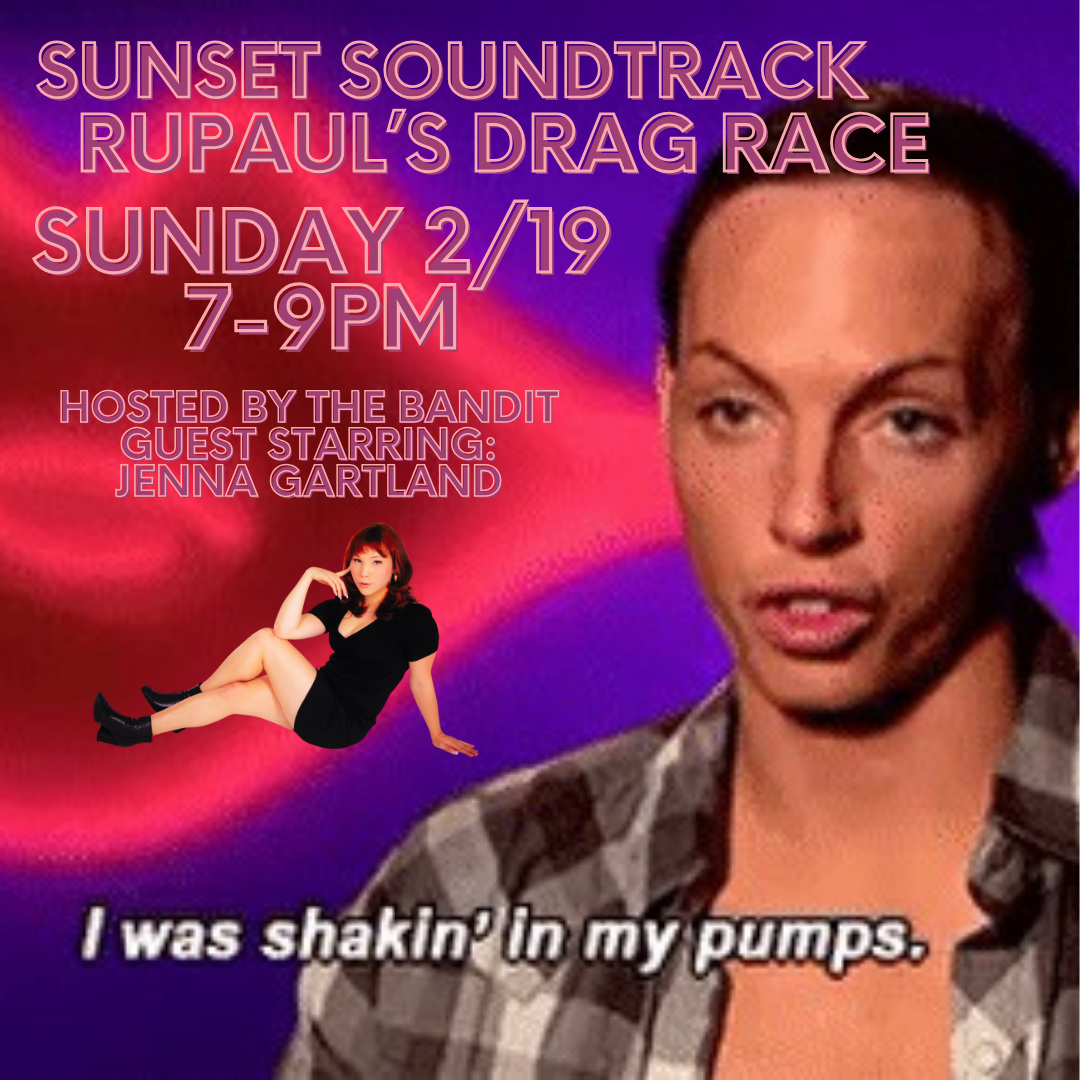 SUNSET SOUNDTRACK
RUPAUL'S DRAG RACE
SUNDAY 2/19
7-9PM
HOSTED BY THE BANDIT
GUEST STARRING:
JENNA GARTLAND
I was shakin' in my pumps.